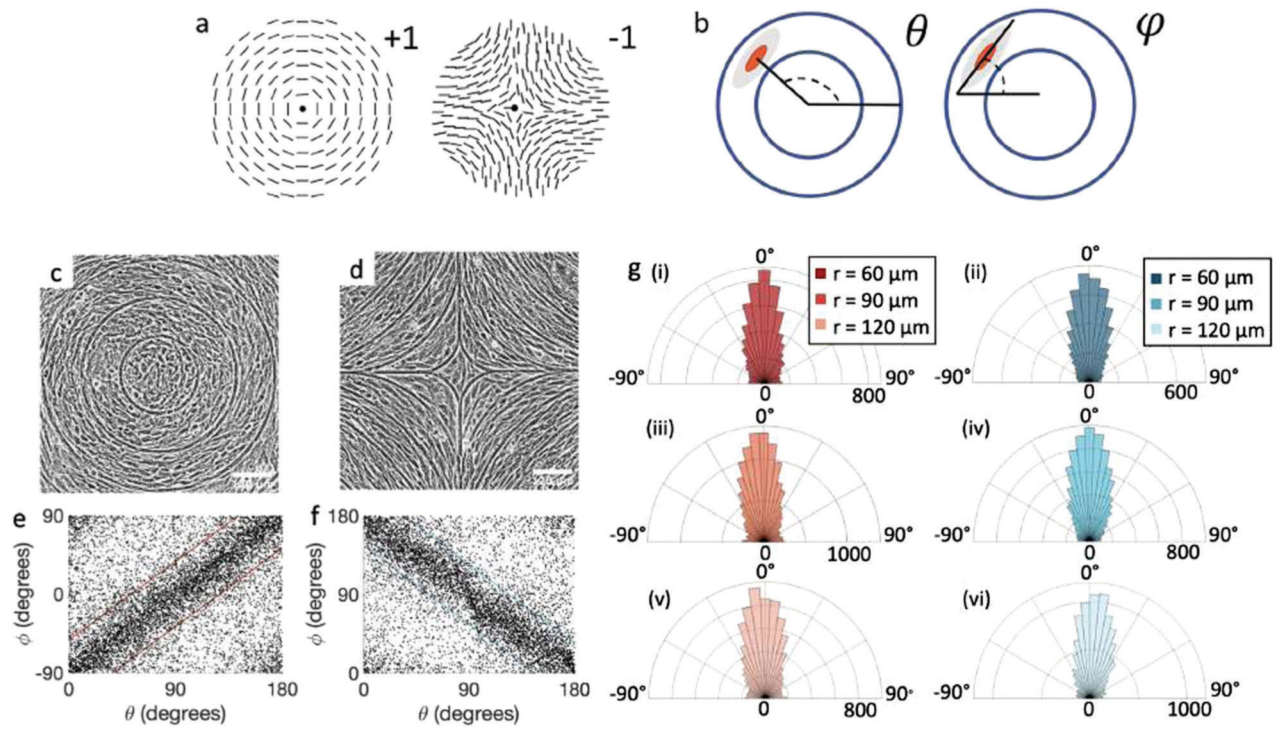 a
+1
-1
b
θ
φ
c
d
e
90
0
-90
ϕ (degrees)
0
90
180
θ (degrees)
f
180
90
0
ϕ (degrees)
0
90
180
θ (degrees)
g
(i)
0°
-90°
90°
0
800
r = 60 µm
r = 90 µm
r = 120 µm
(ii)
0°
-90°
90°
0
600
r = 60 µm
r = 90 µm
r = 120 µm
(iii)
0°
-90°
90°
0
1000
(iv)
0°
-90°
90°
0
800
(v)
0°
-90°
90°
0
800
(vi)
0°
-90°
90°
0
1000